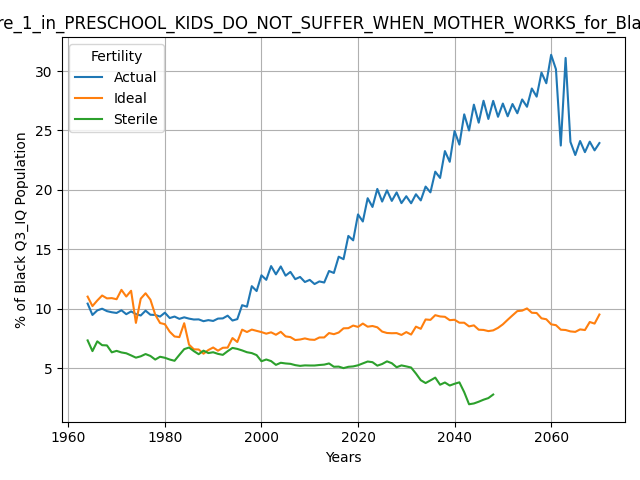 re_1_in_PRESCHOOL_KIDS_DO_NOT_SUFFER_WHEN_MOTHER_WORKS_for_Bla
Fertility
Actual
Ideal
Sterile
% of Black Q3_IQ Population
30
25
20
15
10
5
1960 1980 2000 2020 2040 2060
Years